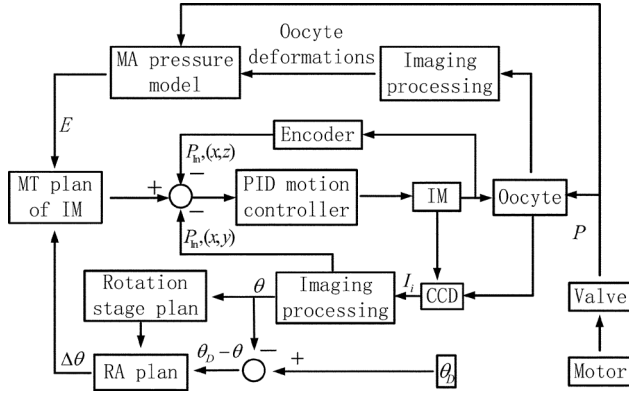 Oocyte
deformations
MA pressure
model
Imaging
processing
E
P_In,(x,z)
Encoder
MT plan
of IM
+
−
−
PID motion
controller
IM
Oocyte
P
P_In,(x,y)
Rotation
stage plan
θ
Imaging
processing
I_i
CCD
Valve
Δθ
RA plan
θ_D−θ
−
+
θ_D
Motor